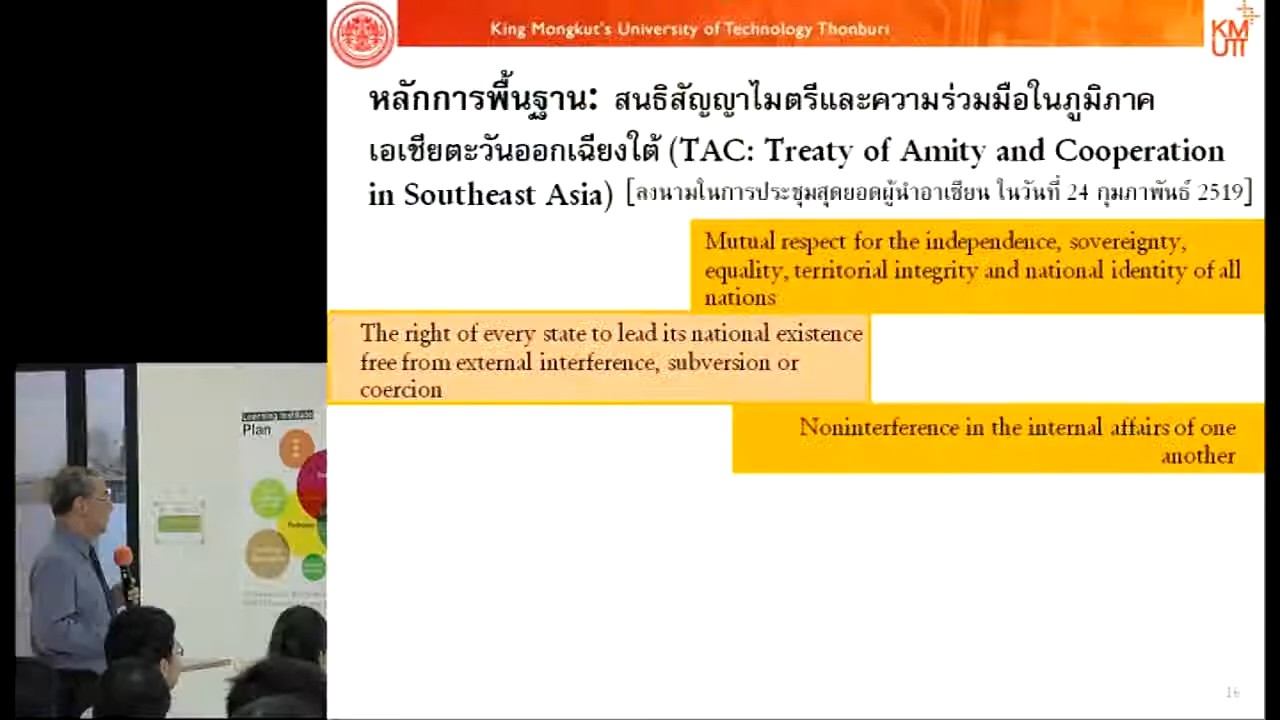 King Mongkut's University of Technology Thonburi
KM
UTT
หลักการพื้นฐาน: สนธิสัญญาไมตรีและความร่วมมือในภูมิภาค
เอเชียตะวันออกเฉียงใต้ (TAC: Treaty of Amity and Cooperation
in Southeast Asia) [ลงนามในการประชุมสุดยอดผู้นำอาเซียน ในวันที่ 24 กุมภาพันธ์ 2519]
Mutual respect for the independence, sovereignty,
equality, territorial integrity and national identity of all
nations
The right of every state to lead its national existence
free from external interference, subversion or
coercion
Noninterference in the internal affairs of one
another
Learning Institute
Plan
16